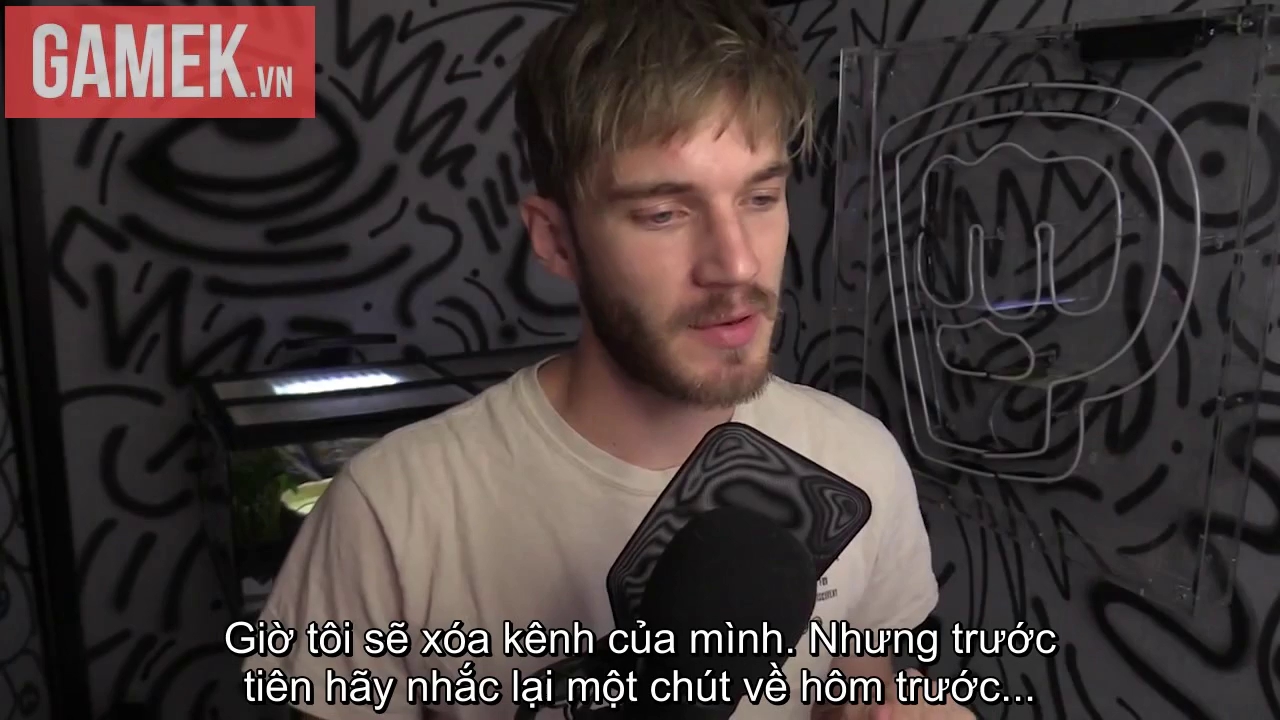 GAMEK.VN
Giờ tôi sẽ xóa kênh của mình. Nhưng trước
tiên hãy nhắc lại một chút về hôm trước...